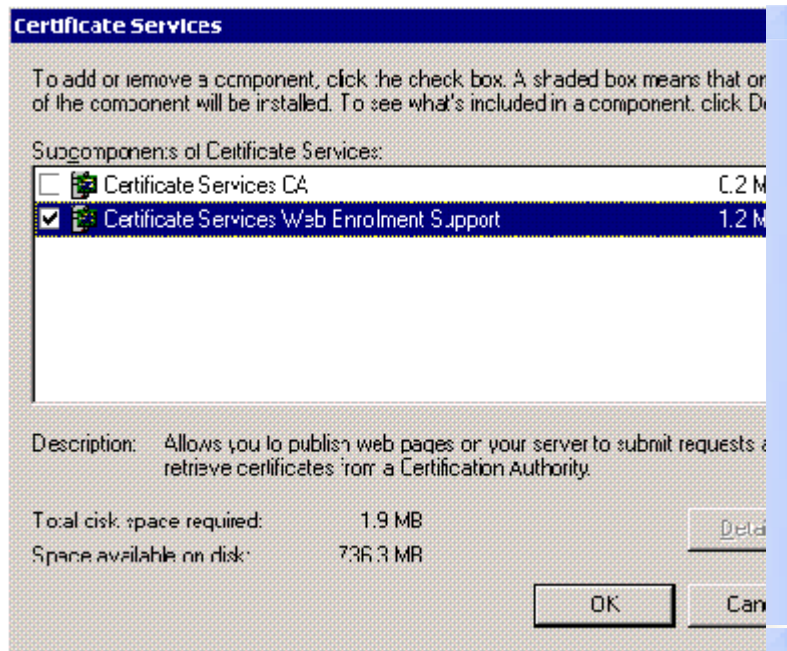 Certificate Services
To add or remove a component, click the check box. A shaded box means that or
of the component will be installed. To see what's included in a component, click D
Subcomponents of Certificate Services:
Certificate Services CA 0.2 M
Certificate Services Web Enrolment Support 1.2 M
Description: Allows you to publish web pages on your server to submit requests a
retrieve certificates from a Certification Authority.
Total disk space required: 1.9 MB
Space available on disk: 736.3 MB
Detai
OK Can